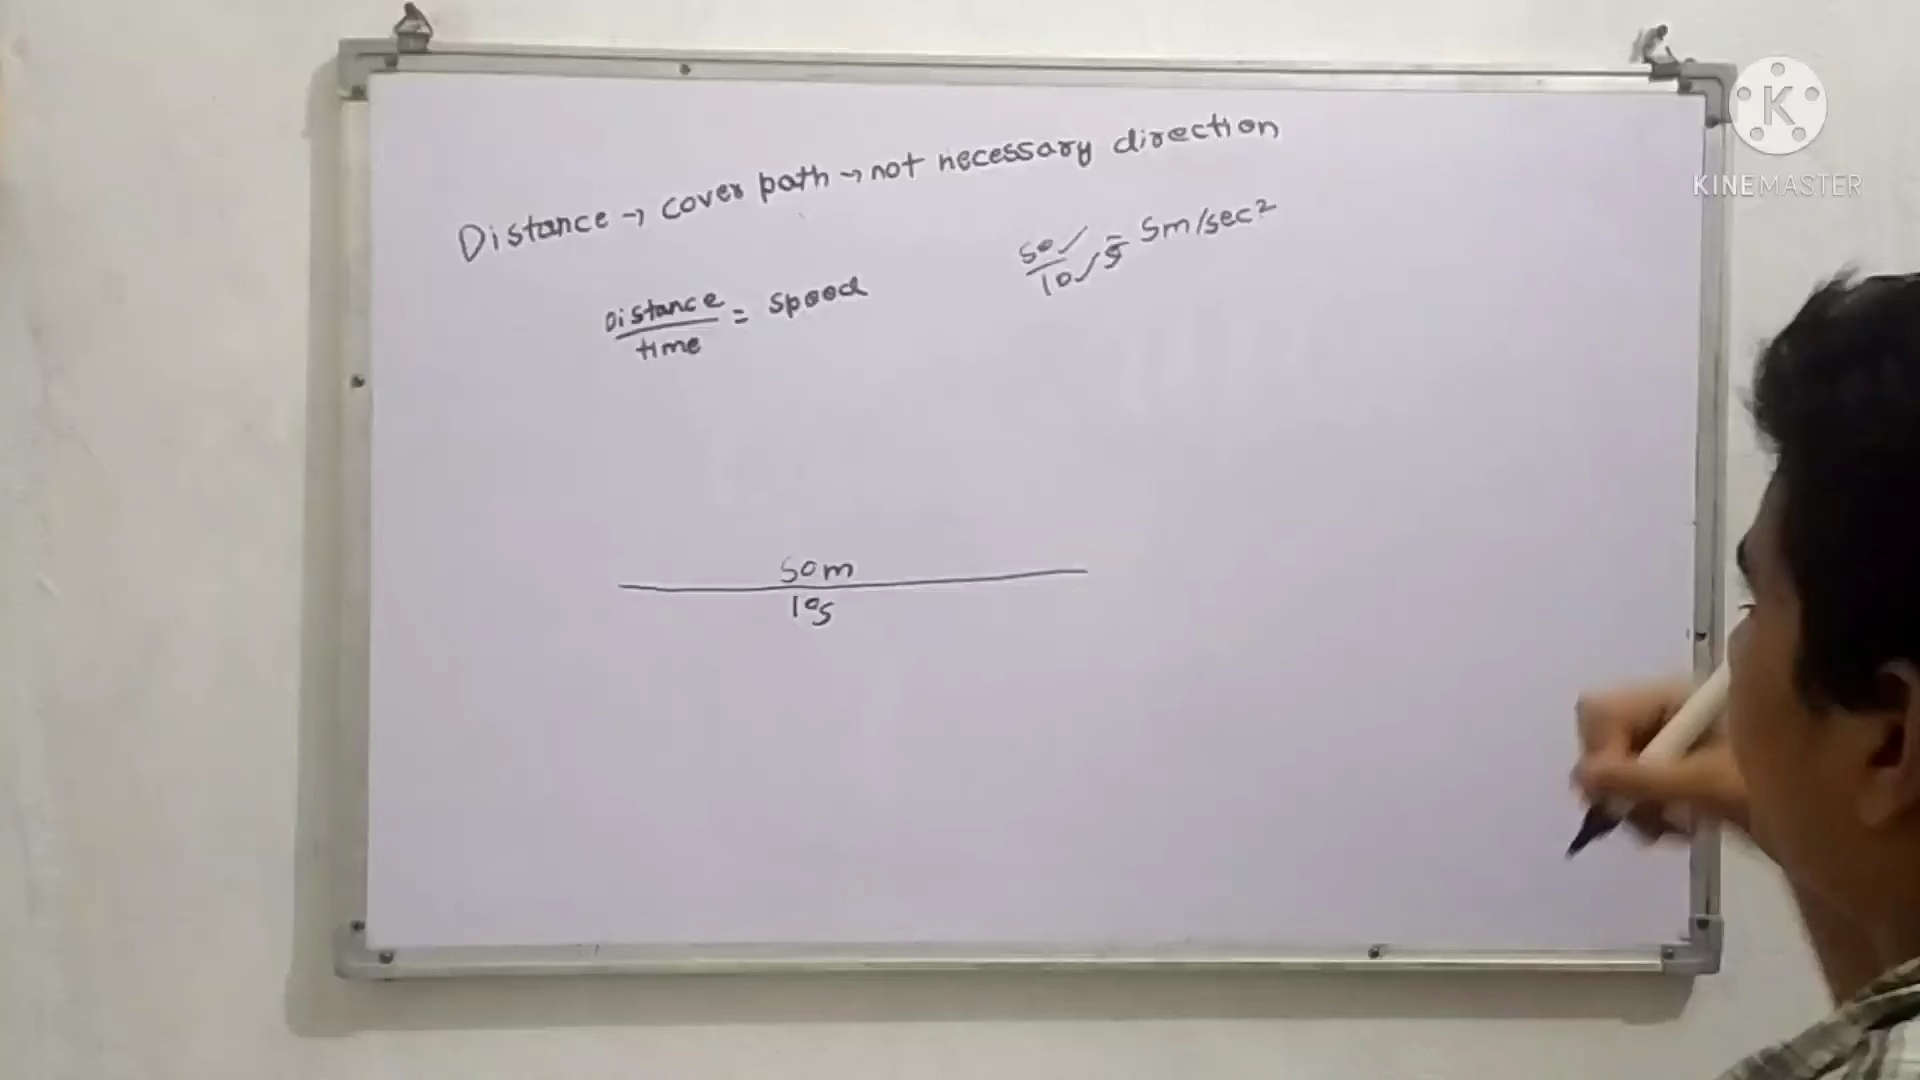 Distance → cover path → not necessary direction
50 ✓
10 ✓ 5 = 5m/sec²
Distance
time = speed
50m
10s
K
KINEMASTER